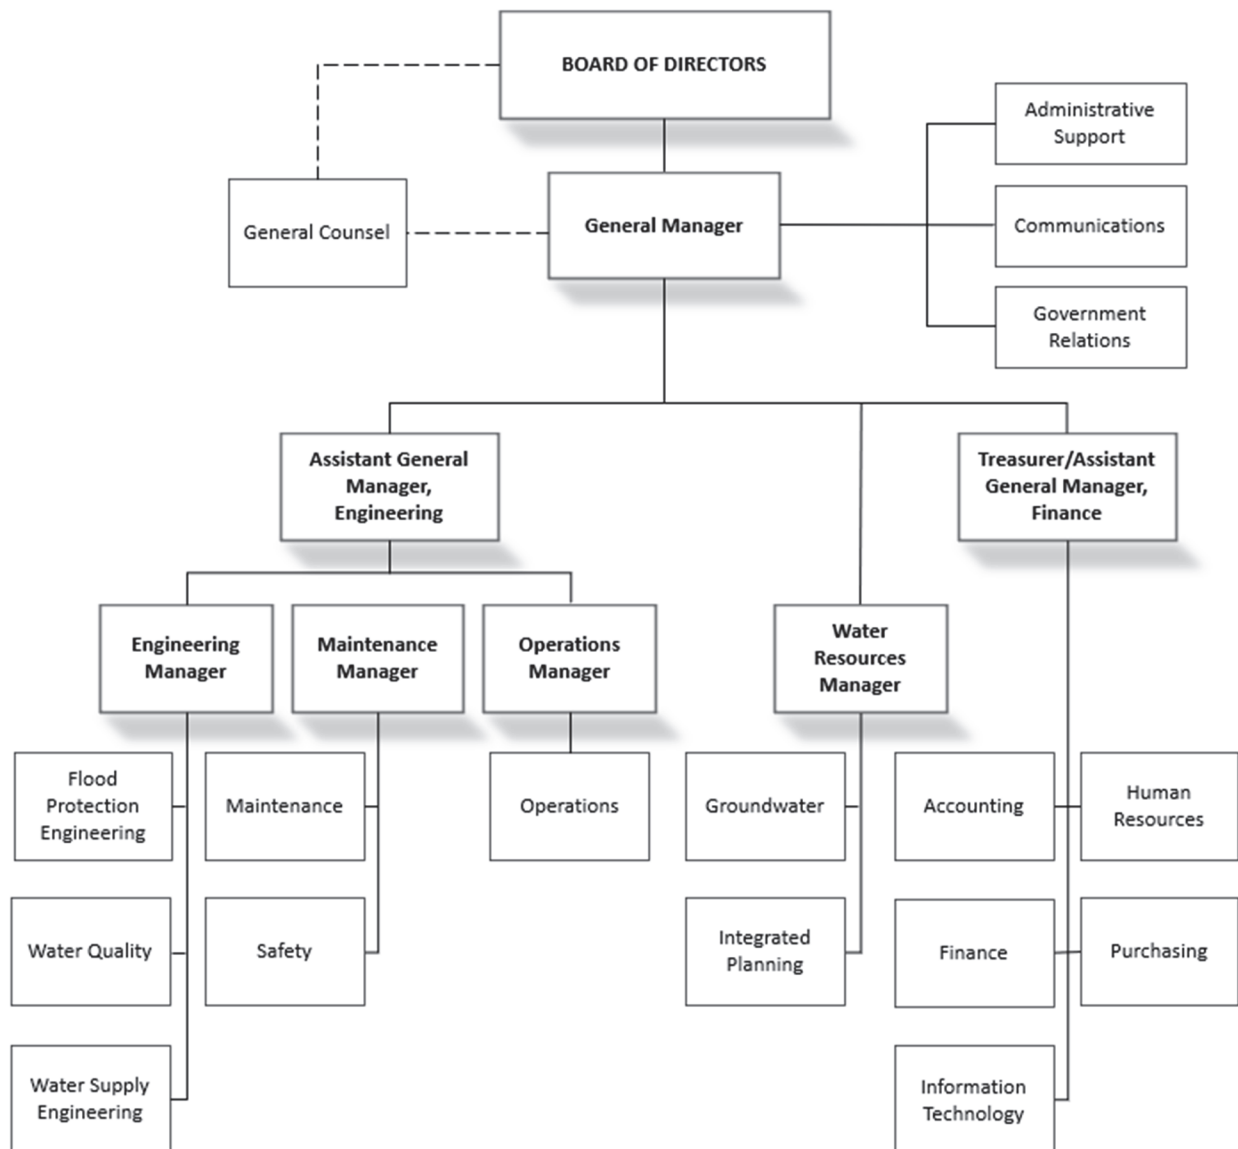 BOARD OF DIRECTORS
Administrative
Support
General Counsel
General Manager
Communications
Government
Relations
Assistant General
Manager,
Engineering
Treasurer/Assistant
General Manager,
Finance
Engineering
Manager
Maintenance
Manager
Operations
Manager
Water
Resources
Manager
Flood
Protection
Engineering
Maintenance
Operations
Groundwater
Accounting
Human
Resources
Water Quality
Safety
Integrated
Planning
Finance
Purchasing
Water Supply
Engineering
Information
Technology